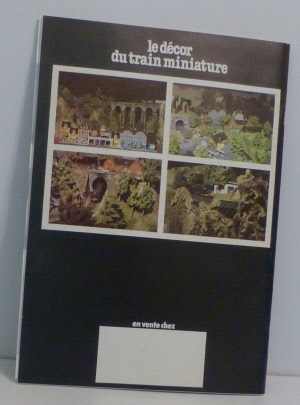 le décor
du train miniature
en vente chez